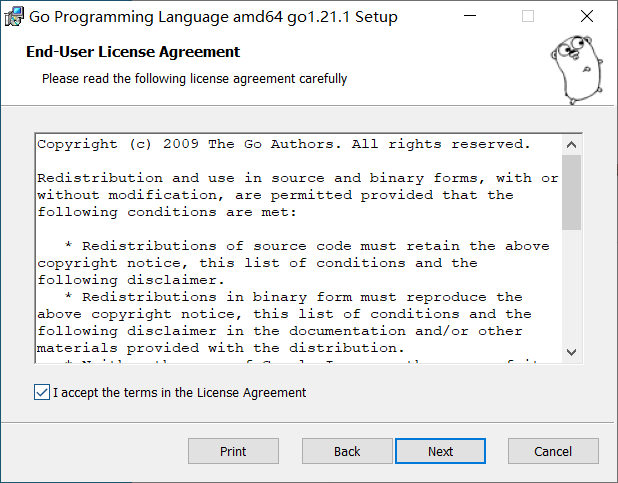 Go Programming Language amd64 go1.21.1 Setup
End-User License Agreement
Please read the following license agreement carefully
Copyright (c) 2009 The Go Authors. All rights reserved.
Redistribution and use in source and binary forms, with or
without modification, are permitted provided that the
following conditions are met:
* Redistributions of source code must retain the above
copyright notice, this list of conditions and the
following disclaimer.
* Redistributions in binary form must reproduce the
above copyright notice, this list of conditions and the
following disclaimer in the documentation and/or other
materials provided with the distribution.
I accept the terms in the License Agreement
Print
Back
Next
Cancel